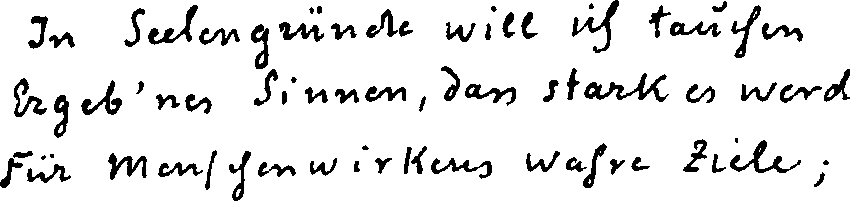 In Seelengründe will ich tauchen
Ergeb'nes Sinnen, dass stark es werd
Für Menschenwirkens wahre Ziele;